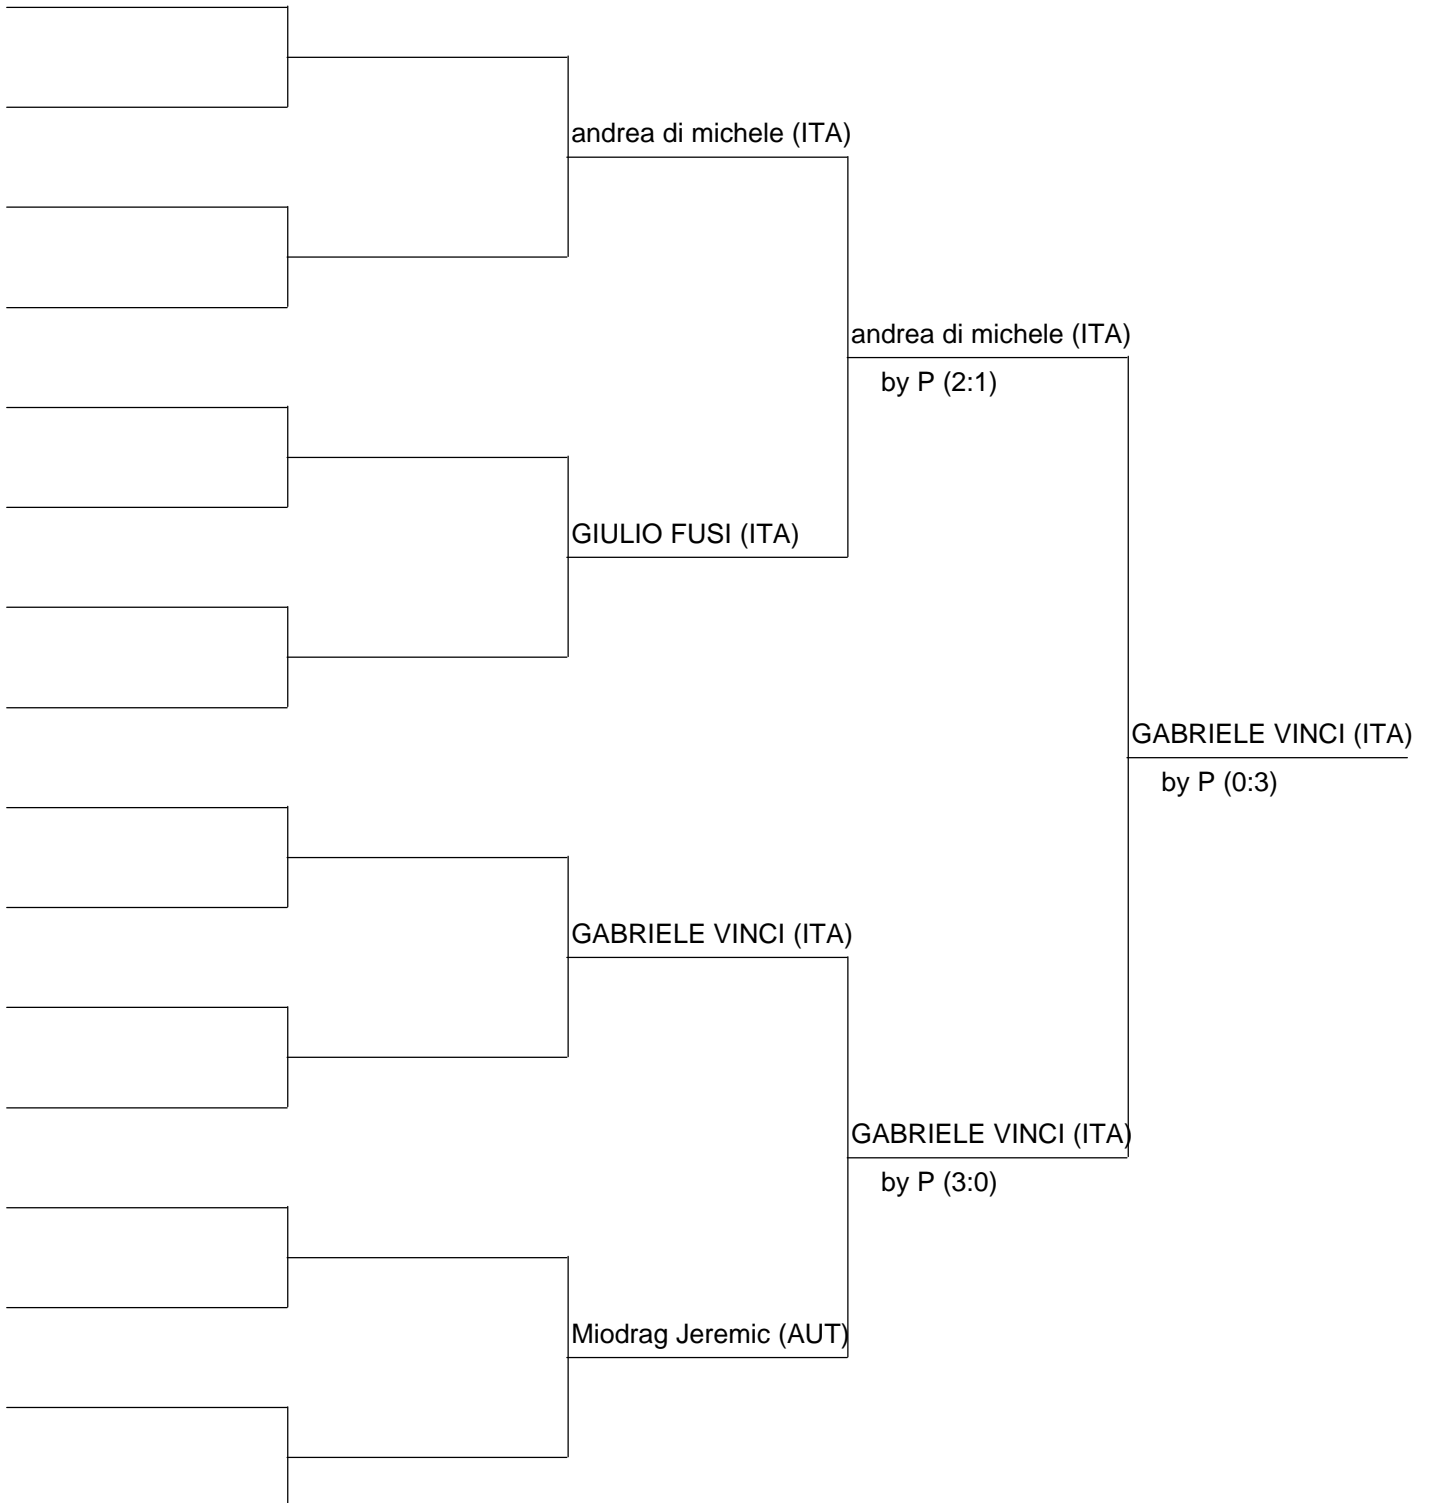 andrea di michele (ITA)
andrea di michele (ITA)
by P (2:1)
GIULIO FUSI (ITA)
GABRIELE VINCI (ITA)
by P (0:3)
GABRIELE VINCI (ITA)
GABRIELE VINCI (ITA)
by P (3:0)
Miodrag Jeremic (AUT)